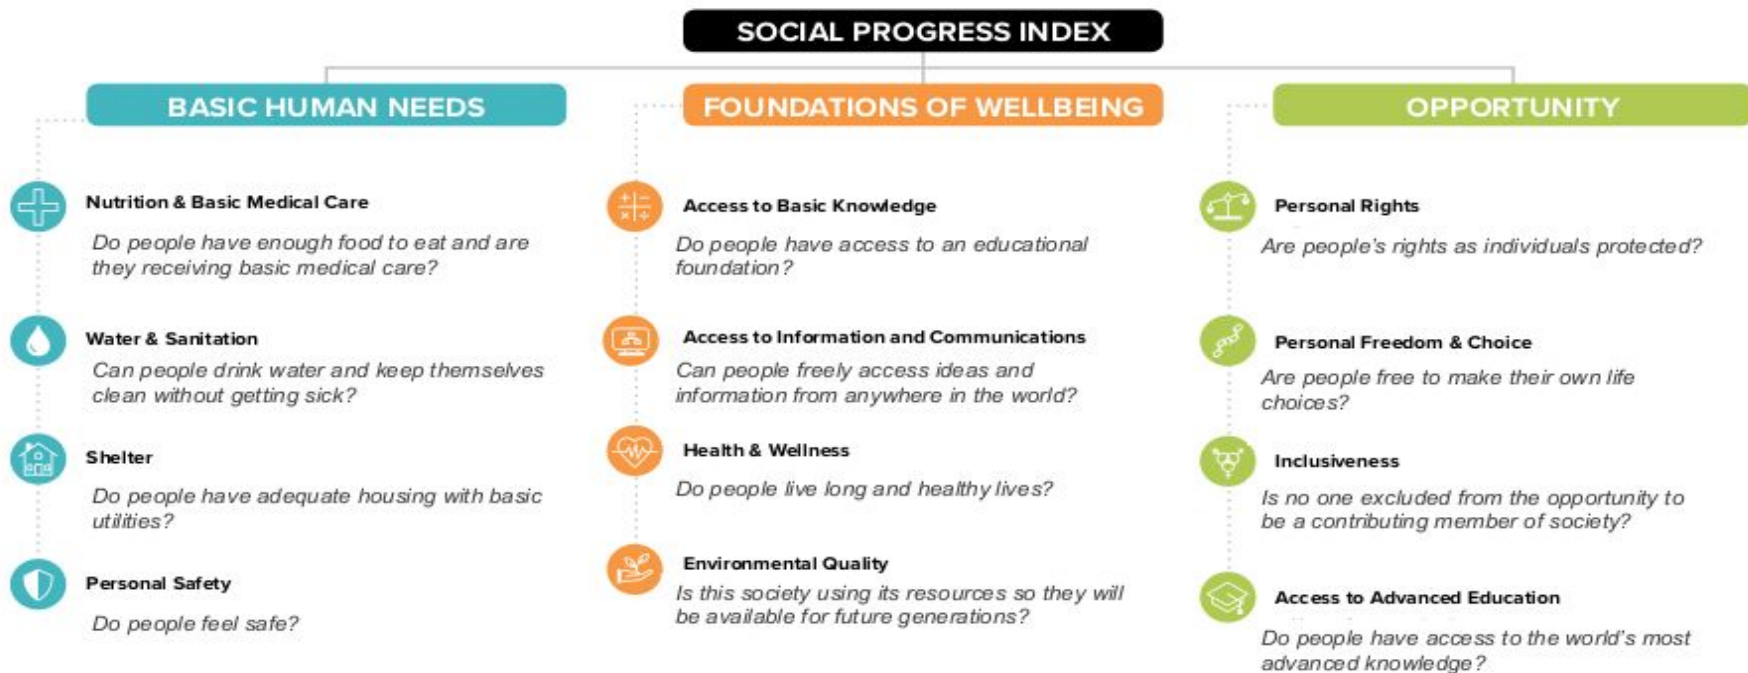 SOCIAL PROGRESS INDEX
BASIC HUMAN NEEDS
Nutrition & Basic Medical Care
Do people have enough food to eat and are
they receiving basic medical care?
Water & Sanitation
Can people drink water and keep themselves
clean without getting sick?
Shelter
Do people have adequate housing with basic
utilities?
Personal Safety
Do people feel safe?
FOUNDATIONS OF WELLBEING
Access to Basic Knowledge
Do people have access to an educational
foundation?
Access to Information and Communications
Can people freely access ideas and
information from anywhere in the world?
Health & Wellness
Do people live long and healthy lives?
Environmental Quality
Is this society using its resources so they will
be available for future generations?
OPPORTUNITY
Personal Rights
Are people's rights as individuals protected?
Personal Freedom & Choice
Are people free to make their own life
choices?
Inclusiveness
Is no one excluded from the opportunity to
be a contributing member of society?
Access to Advanced Education
Do people have access to the world's most
advanced knowledge?